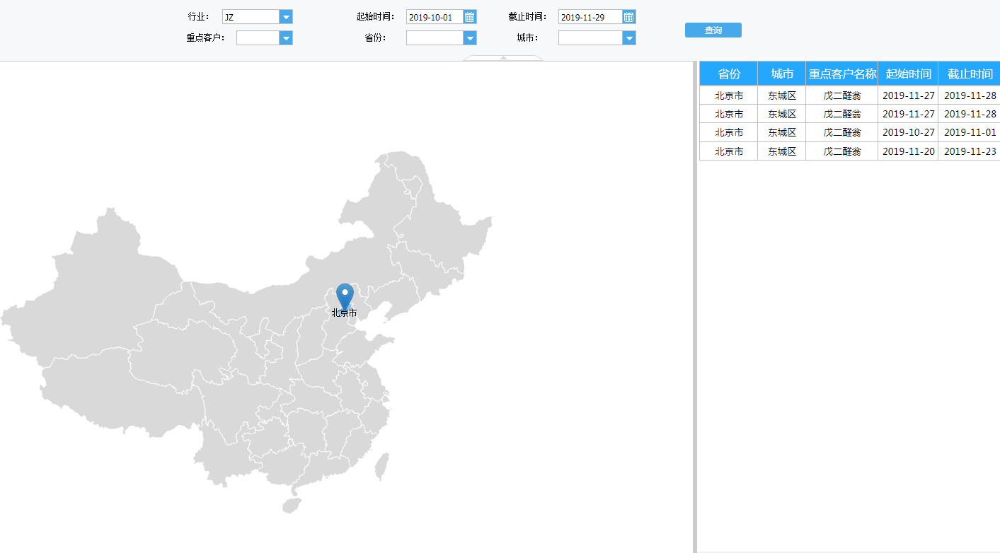 行业： JZ 起始时间： 2019-10-01 截止时间： 2019-11-29
重点客户： 省份： 城市： 查询
省份 城市 重点客户名称 起始时间 截止时间
北京市 东城区 戊二醛翁 2019-11-27 2019-11-28
北京市 东城区 戊二醛翁 2019-11-27 2019-11-28
北京市 东城区 戊二醛翁 2019-10-27 2019-11-01
北京市 东城区 戊二醛翁 2019-11-20 2019-11-23
北京市